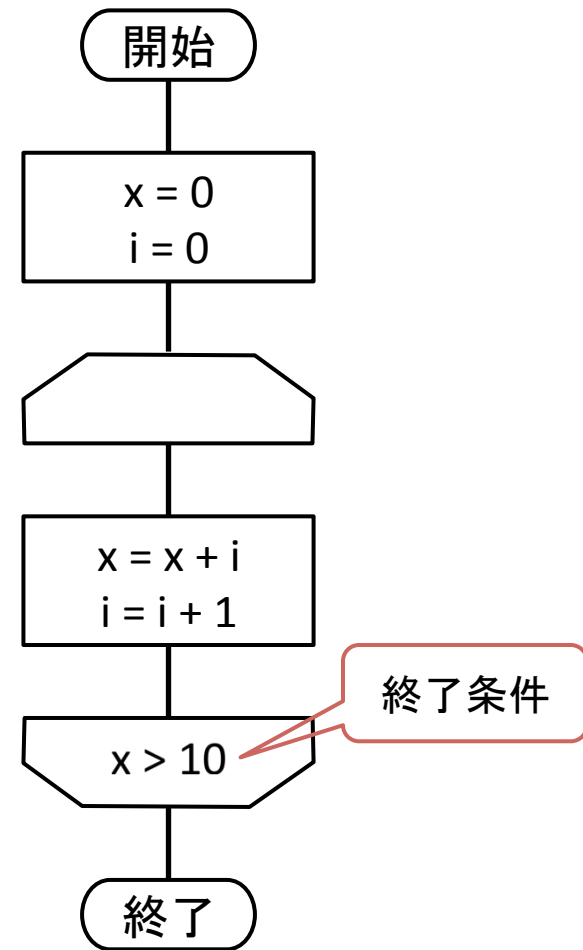 開始
x = 0
i = 0
x = x + i
i = i + 1
終了条件
x > 10
終了